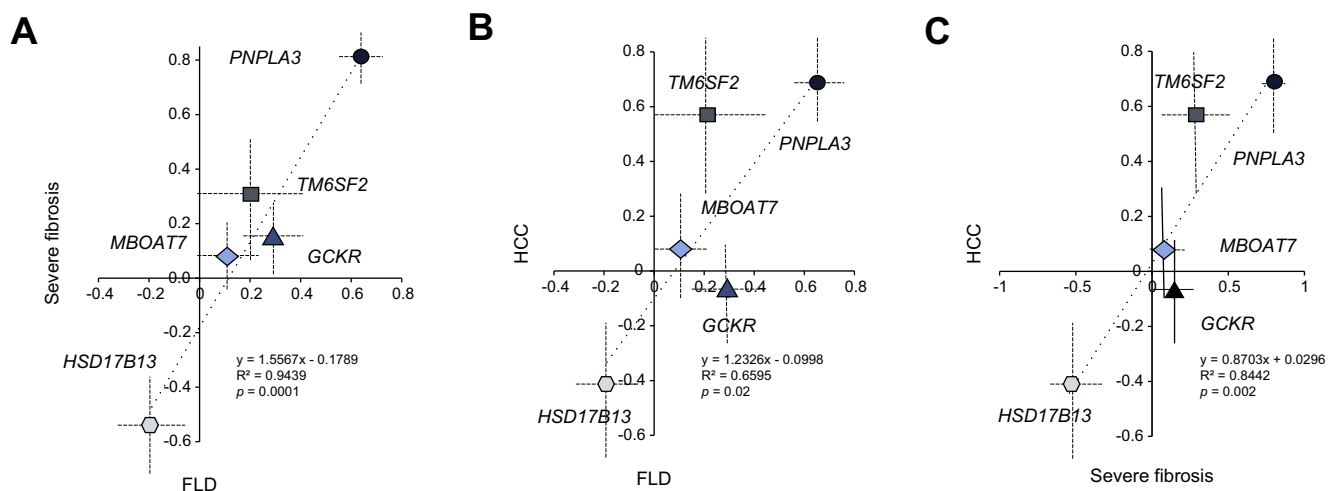 A
Severe fibrosis
0.8
0.6
0.4
0.2
0.0
-0.2
-0.4
-0.6
-0.4
-0.2
0
0.2
0.4
0.6
0.8
PNPLA3
TM6SF2
MBOAT7
GCKR
HSD17B13
y = 1.5567x - 0.1789
R² = 0.9439
p = 0.0001
FLD
B
HCC
0.8
0.6
0.4
0.2
0
-0.2
-0.4
-0.6
-0.4
-0.2
0
0.2
0.4
0.6
0.8
TM6SF2
PNPLA3
MBOAT7
GCKR
HSD17B13
y = 1.2326x - 0.0998
R² = 0.6595
p = 0.02
FLD
C
HCC
0.8
0.6
0.4
0.2
0
-0.2
-0.4
-0.6
-1
-0.5
0
0.5
1
TM6SF2
PNPLA3
MBOAT7
GCKR
HSD17B13
y = 0.8703x + 0.0296
R² = 0.8442
p = 0.002
Severe fibrosis